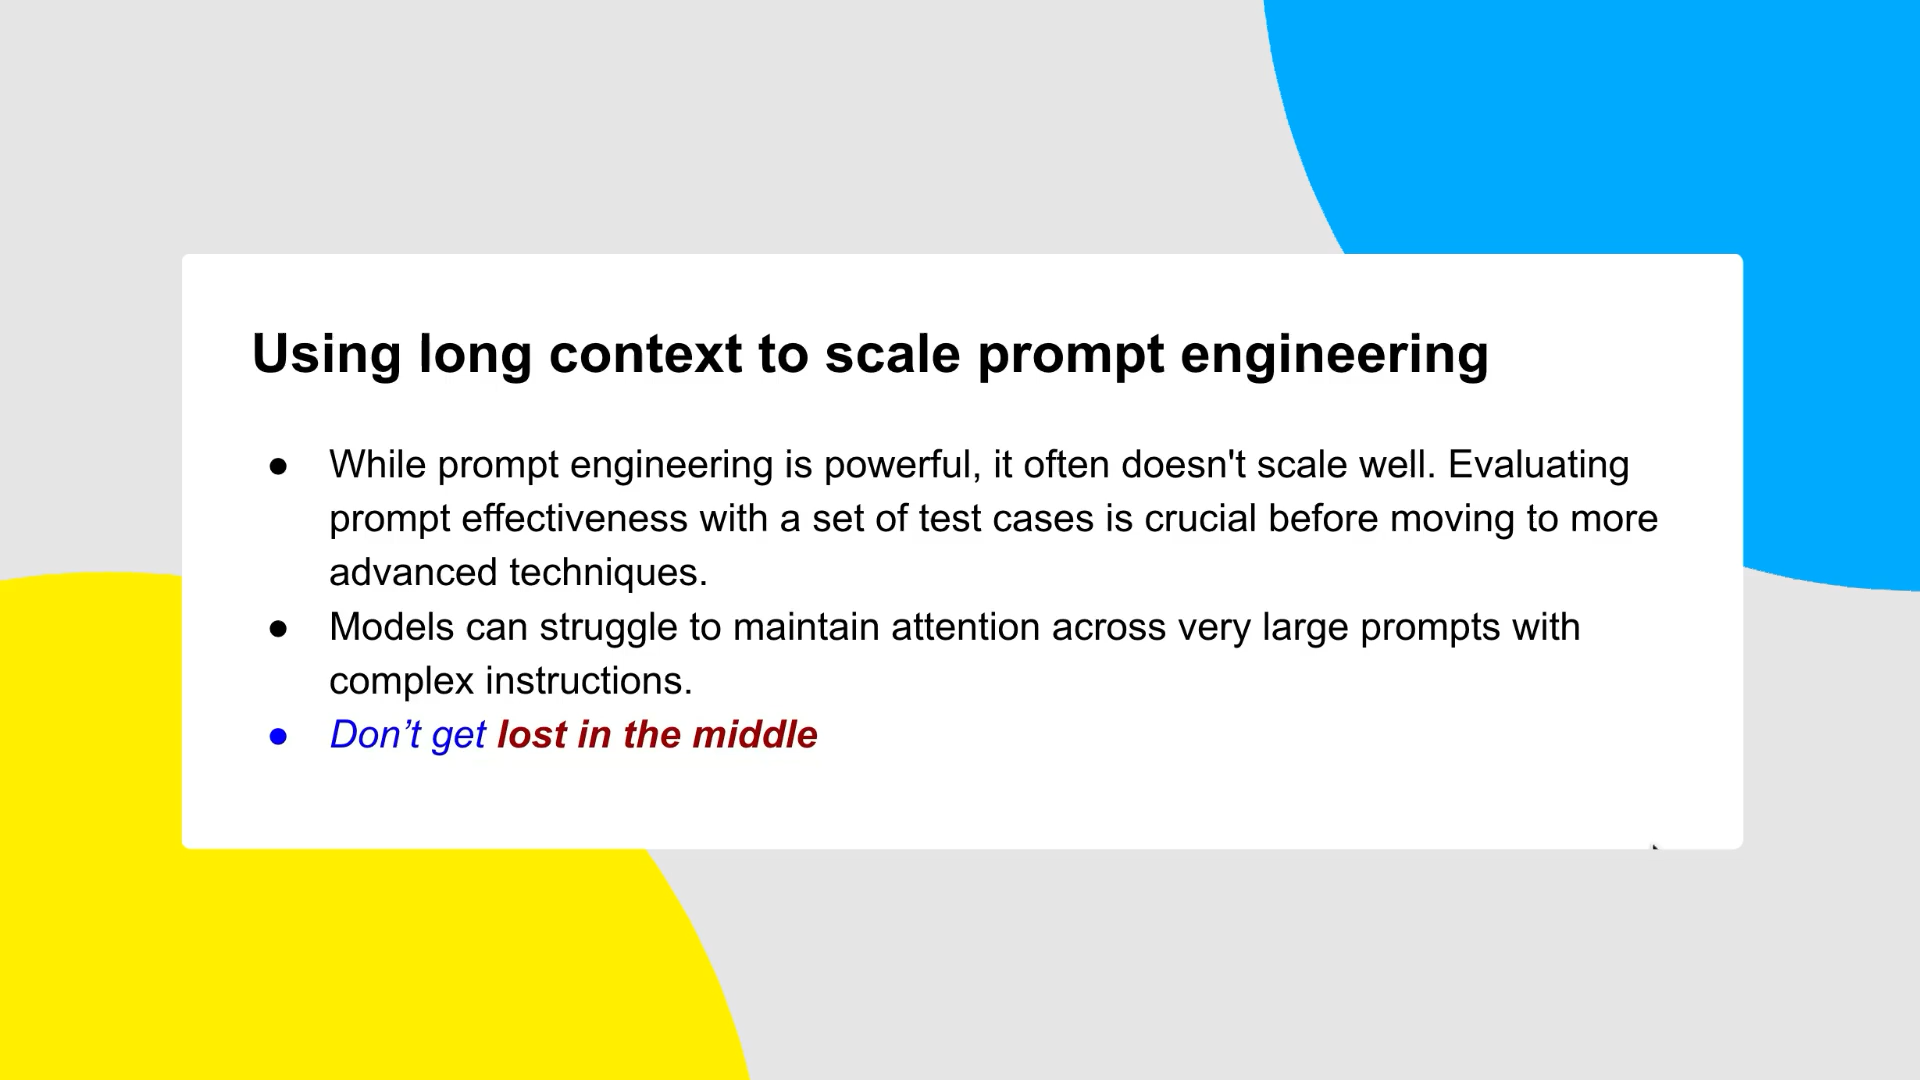 Using long context to scale prompt engineering
● While prompt engineering is powerful, it often doesn't scale well. Evaluating
prompt effectiveness with a set of test cases is crucial before moving to more
advanced techniques.
● Models can struggle to maintain attention across very large prompts with
complex instructions.
● Don’t get lost in the middle